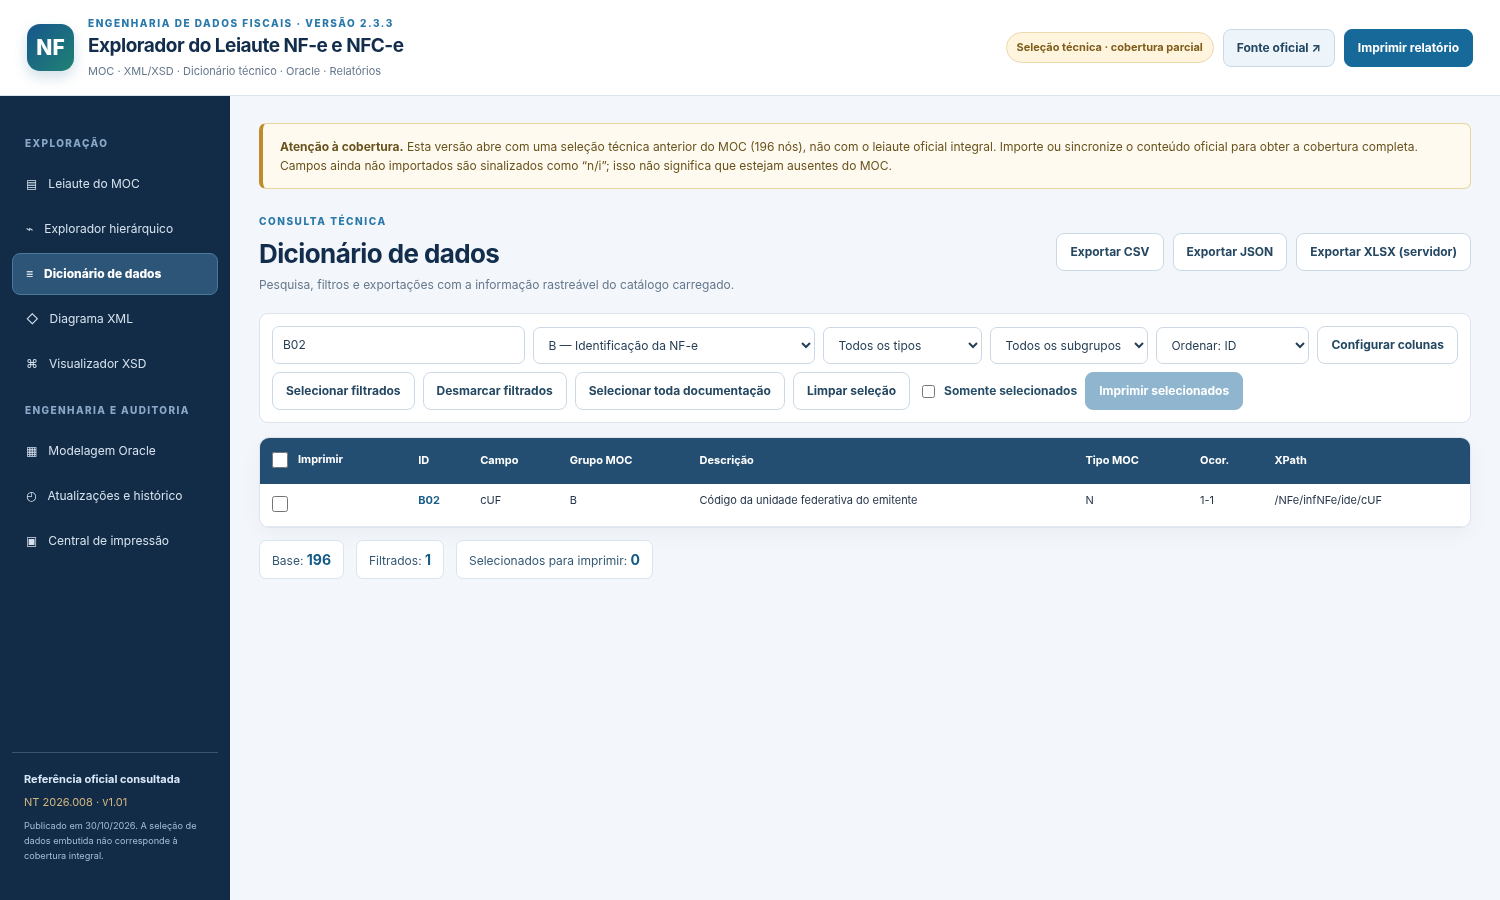 NF
ENGENHARIA DE DADOS FISCAIS · VERSÃO 2.3.3
Explorador do Leiaute NF-e e NFC-e
MOC · XML/XSD · Dicionário técnico · Oracle · Relatórios
Seleção técnica · cobertura parcial
Fonte oficial ↗
Imprimir relatório
EXPLORAÇÃO
Leiaute do MOC
Explorador hierárquico
Dicionário de dados
Diagrama XML
Visualizador XSD
ENGENHARIA E AUDITORIA
Modelagem Oracle
Atualizações e histórico
Central de impressão
Referência oficial consultada
NT 2026.008 · v1.01
Publicado em 30/10/2026. A seleção de
dados embutida não corresponde à
cobertura integral.
Atenção à cobertura. Esta versão abre com uma seleção técnica anterior do MOC (196 nós), não com o leiaute oficial integral. Importe ou sincronize o conteúdo oficial para obter a cobertura completa.
Campos ainda não importados são sinalizados como “n/i”; isso não significa que estejam ausentes do MOC.
CONSULTA TÉCNICA
Dicionário de dados
Pesquisa, filtros e exportações com a informação rastreável do catálogo carregado.
Exportar CSV
Exportar JSON
Exportar XLSX (servidor)
B02
B — Identificação da NF-e
Todos os tipos
Todos os subgrupos
Ordenar: ID
Configurar colunas
Selecionar filtrados
Desmarcar filtrados
Selecionar toda documentação
Limpar seleção
Somente selecionados
Imprimir selecionados
Imprimir ID Campo Grupo MOC Descrição Tipo MOC Ocor. XPath
B02 cUF B Código da unidade federativa do emitente N 1-1 /NFe/infNFe/ide/cUF
Base: 196
Filtrados: 1
Selecionados para imprimir: 0